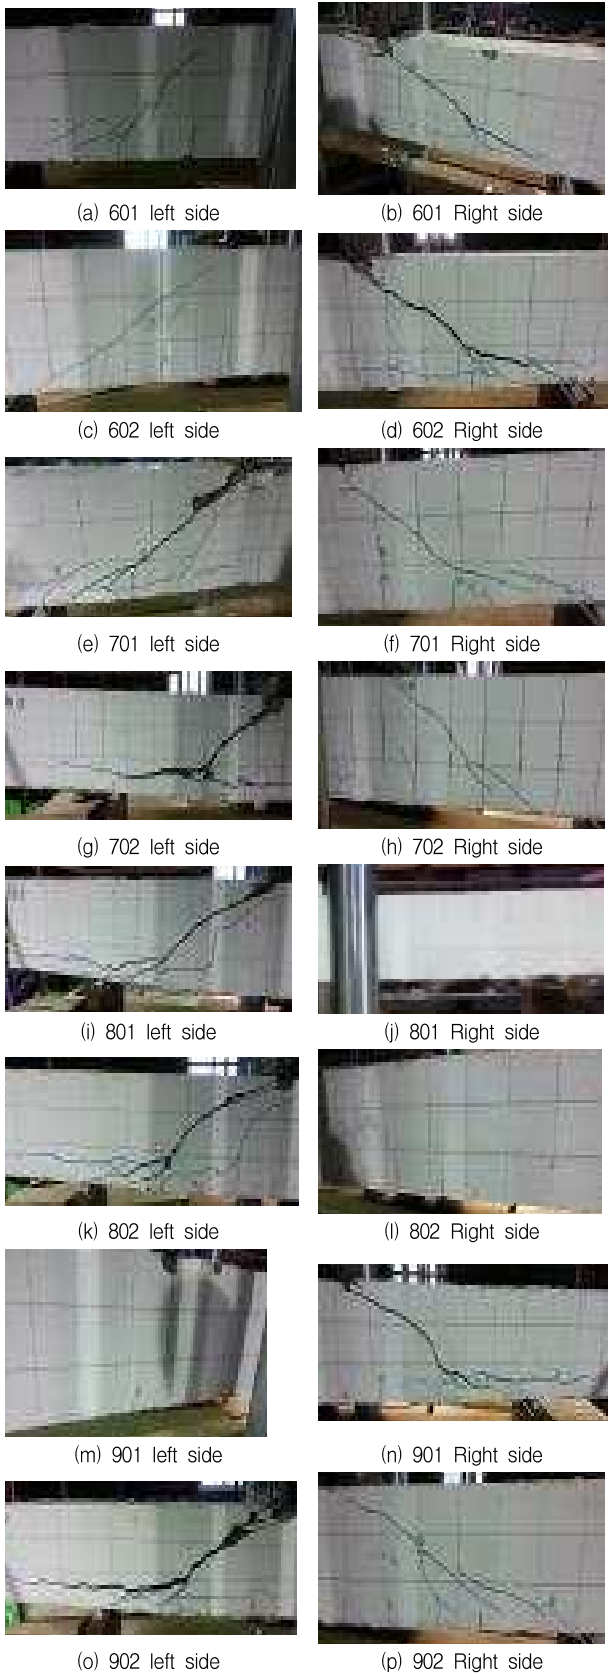 (a) 601 left side
(b) 601 Right side
(c) 602 left side
(d) 602 Right side
(e) 701 left side
(f) 701 Right side
(g) 702 left side
(h) 702 Right side
(i) 801 left side
(j) 801 Right side
(k) 802 left side
(l) 802 Right side
(m) 901 left side
(n) 901 Right side
(o) 902 left side
(p) 902 Right side